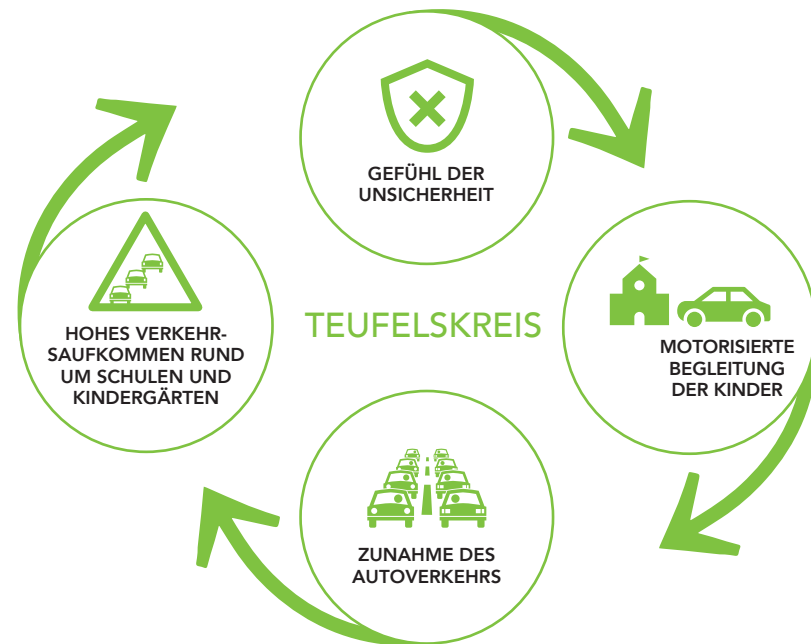 GEFÜHL DER
UNSICHERHEIT
MOTORISIERTE
BEGLEITUNG
DER KINDER
ZUNAHME DES
AUTOVERKEHRS
HOHES VERKEHR-
SAUFKOMMEN RUND
UM SCHULEN UND
KINDERGÄRTEN
TEUFELSKREIS